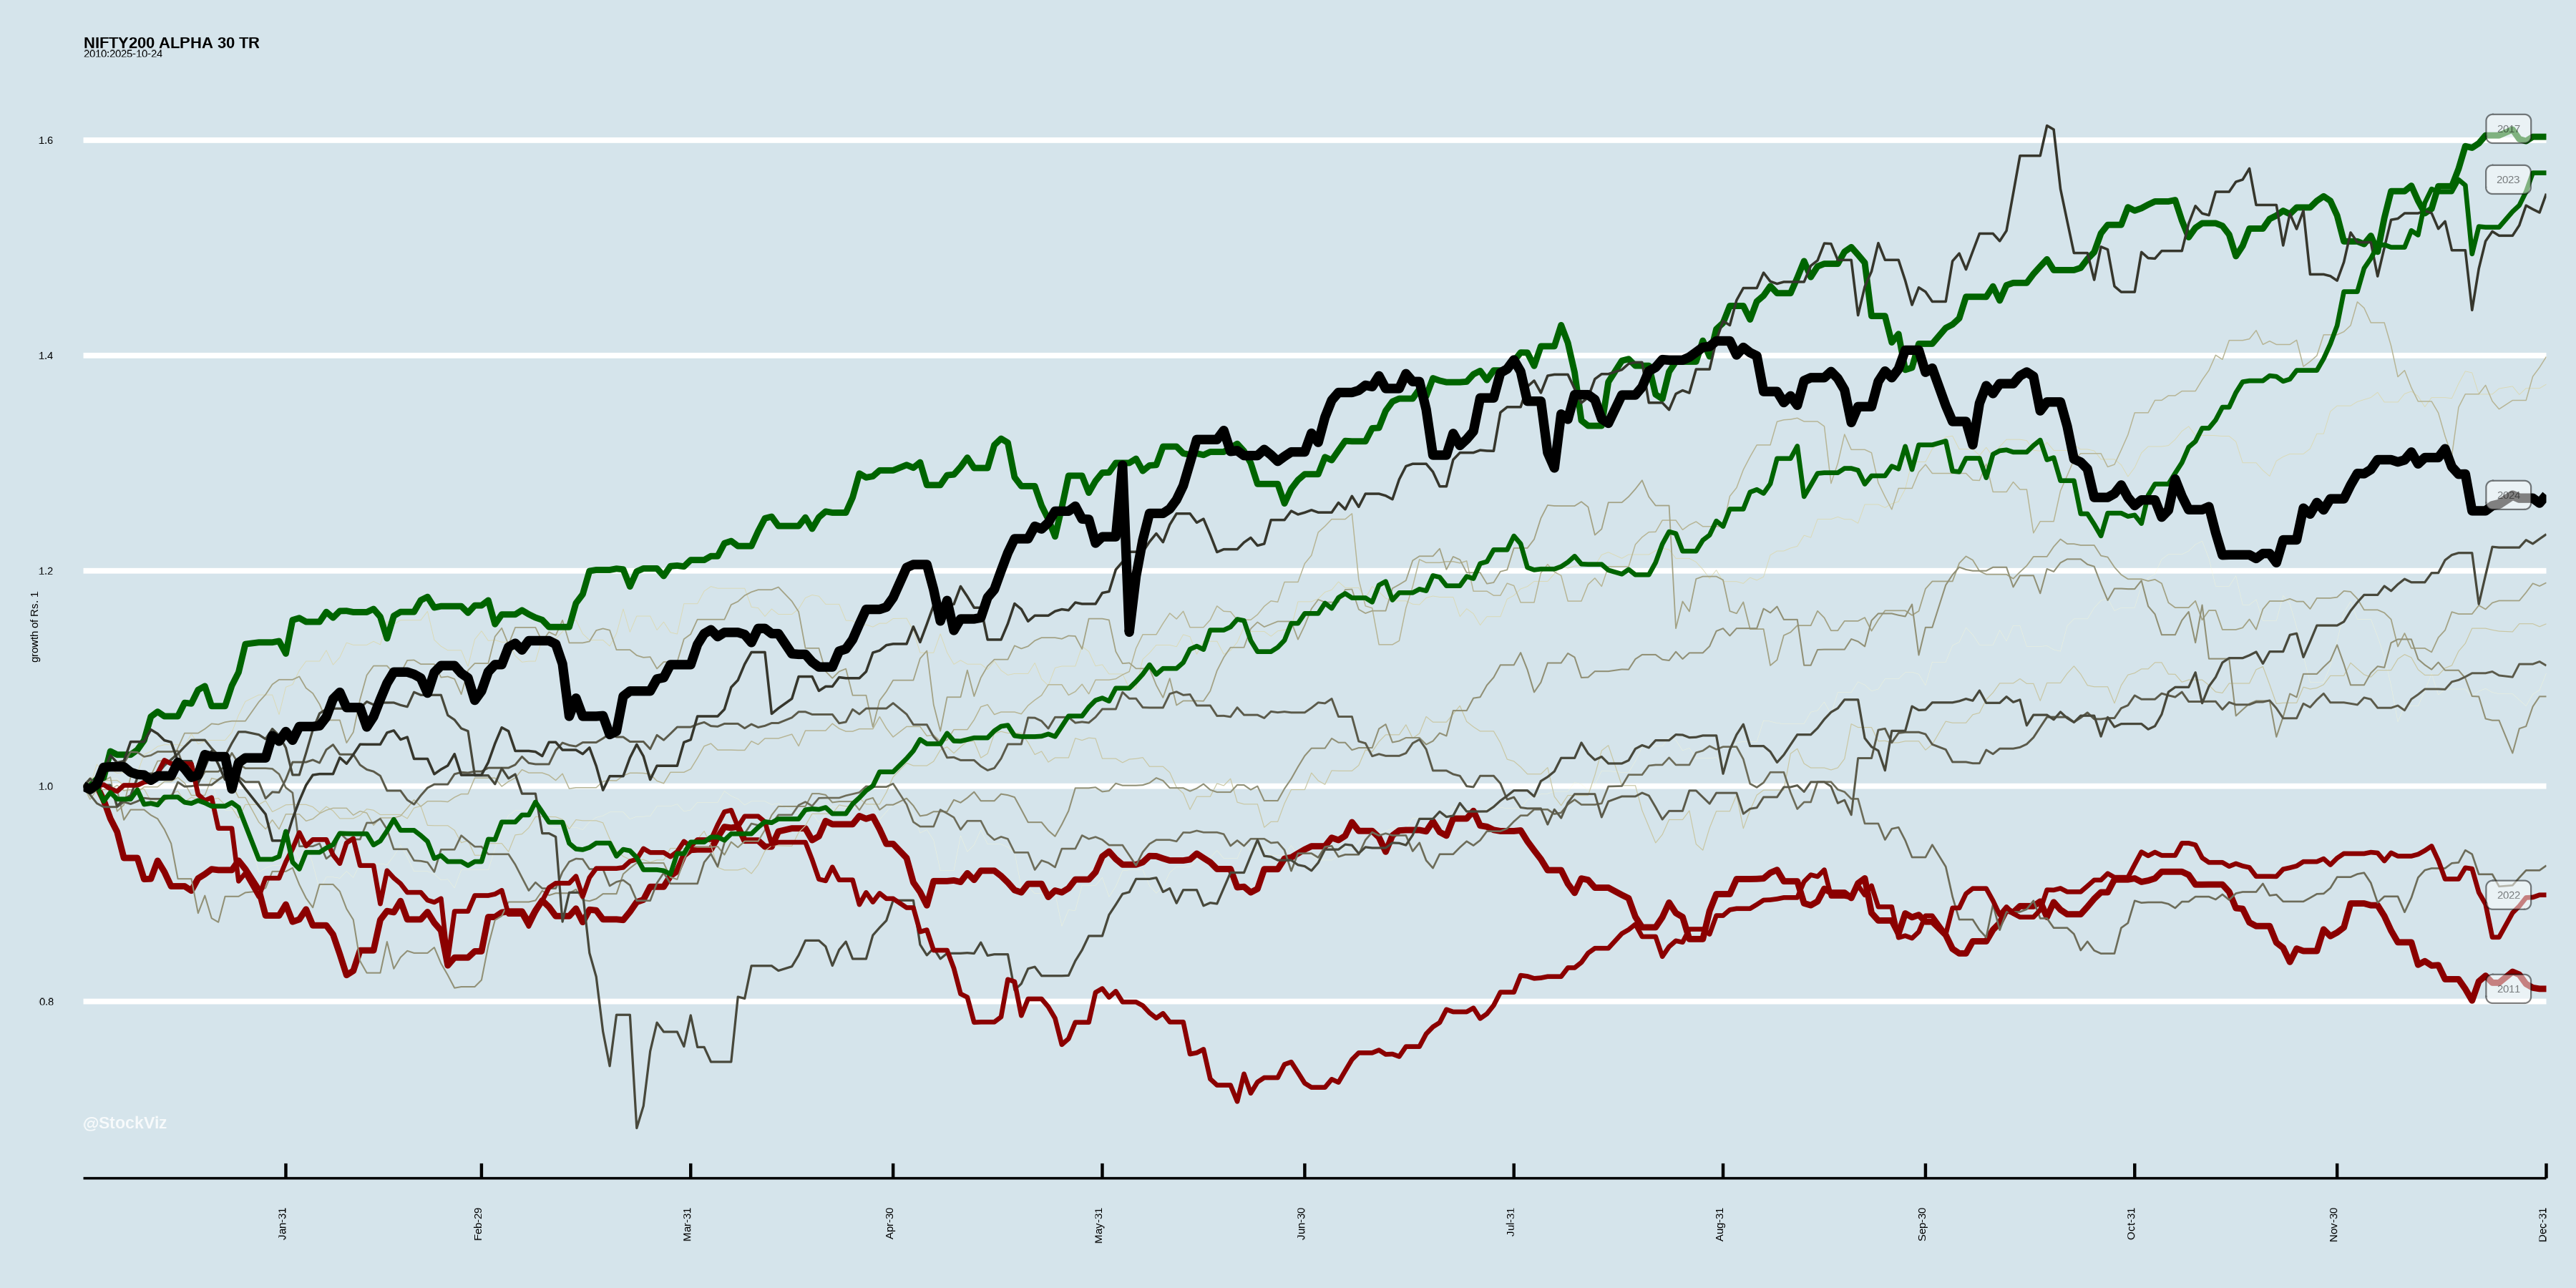 NIFTY200 ALPHA 30 TR
2010:2025-10-24
growth of Rs. 1
1.6
1.4
1.2
1.0
0.8
2017
2023
2024
2022
2011
@StockViz
Jan-31
Feb-29
Mar-31
Apr-30
May-31
Jun-30
Jul-31
Aug-31
Sep-30
Oct-31
Nov-30
Dec-31